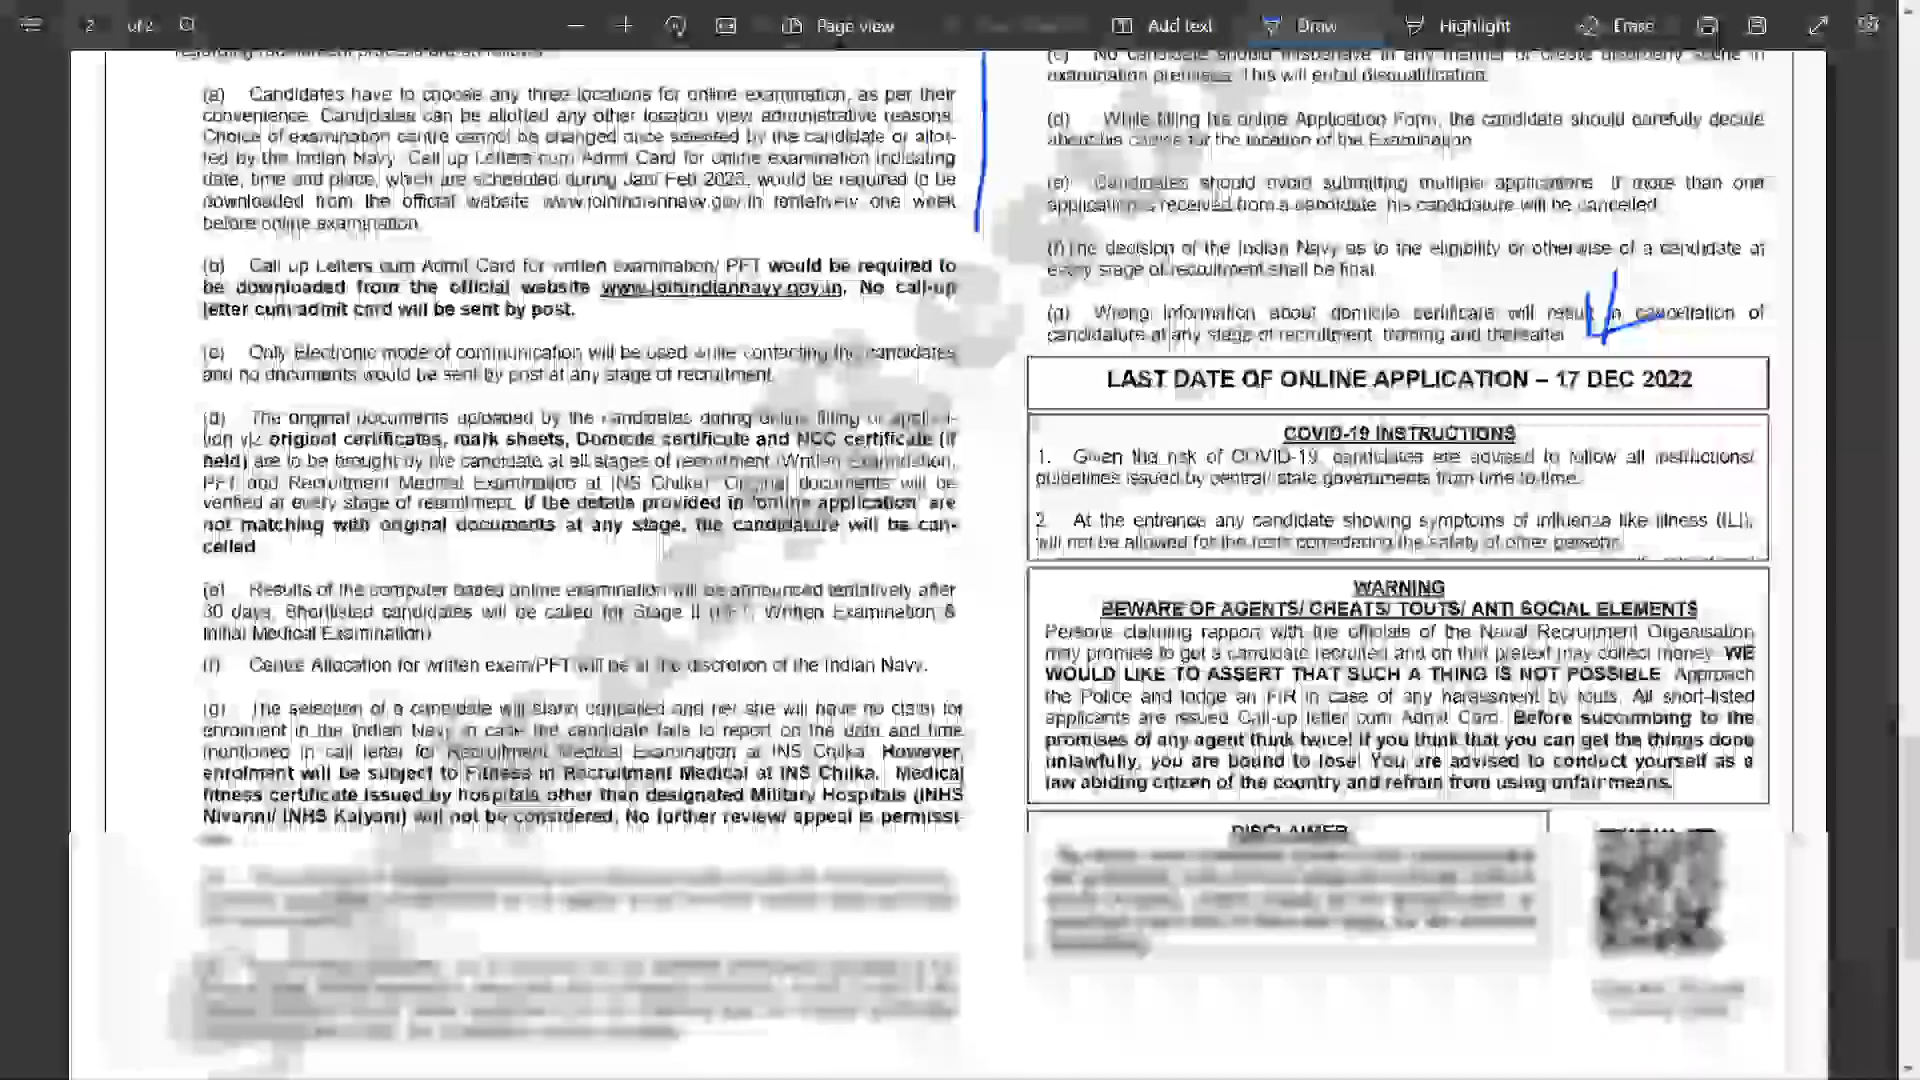 2 of 2 Page view Add text Draw Highlight Erase
(a) Candidates have to choose any three locations for online examination, as per their
convenience. Candidates can be allotted any other location view administrative reasons.
Choice of examination centre cannot be changed once selected by the candidate or allot-
ted by the Indian Navy. Call up Letters cum Admit Card for online examination indicating
date, time and place, which are scheduled during Jan/ Feb 2023, would be required to be
downloaded from the official website www.joinindiannavy.gov.in tentatively one week
before online examination.
(b) Call up Letters cum Admit Card for written examination/ PFT would be required to
be downloaded from the official website www.joinindiannavy.gov.in. No call-up
letter cum admit card will be sent by post.
(c) Only Electronic mode of communication will be used while contacting the candidates
and no documents would be sent by post at any stage of recruitment.
(d) The original documents uploaded by the candidates during online filling of applicat-
ion viz original certificates, mark sheets, Domicile certificate and NCC certificate (if
held) are to be brought by the candidate at all stages of recruitment (Written Examination,
PFT and Recruitment Medical Examination at INS Chilka). Original documents will be
verified at every stage of recruitment. If the details provided in 'online application' are
not matching with original documents at any stage, the candidature will be can-
celled
(e) Results of the computer based online examination will be announced tentatively after
30 days. Shortlisted candidates will be called for Stage II (PFT, Written Examination &
Initial Medical Examination)
(f) Centre Allocation for written exam/PFT will be at the discretion of the Indian Navy.
(g) The selection of a candidate will stand cancelled and he/ she will have no claim for
enrolment in the Indian Navy in case the candidate fails to report on the date and time
mentioned in call letter for Recruitment Medical Examination at INS Chilka. However,
enrolment will be subject to Fitness in Recruitment Medical at INS Chilka. Medical
fitness certificate issued by hospitals other than designated Military Hospitals (INHS
Nivarini/ INHS Kalyani) will not be considered. No further review/ appeal is permissi-
(c) No candidate should misbehave in any manner or create disorderly scene in
examination premises. This will entail disqualification.
(d) While filling his online Application Form, the candidate should carefully decide
about his choice for the location of the Examination
(e) Candidates should avoid submitting multiple applications. If more than one
application is received from a candidate, his candidature will be cancelled.
(f) The decision of the Indian Navy as to the eligibility or otherwise of a candidate at
every stage of recruitment shall be final.
(g) Wrong information about domicile certificate will result in cancellation of
candidature at any stage of recruitment, training and thereafter.
LAST DATE OF ONLINE APPLICATION – 17 DEC 2022
COVID-19 INSTRUCTIONS
1. Given the risk of COVID-19, candidates are advised to follow all instructions/
guidelines issued by central/ state governments from time to time.
2. At the entrance any candidate showing symptoms of influenza like illness (ILI),
will not be allowed for the tests considering the safety of other persons.
WARNING
BEWARE OF AGENTS/ CHEATS/ TOUTS/ ANTI SOCIAL ELEMENTS
Persons claiming rapport with the officials of the Naval Recruitment Organisation
may promise to get a candidate recruited and on that pretext may collect money. WE
WOULD LIKE TO ASSERT THAT SUCH A THING IS NOT POSSIBLE. Approach
the Police and lodge an FIR in case of any harassment by touts. All short-listed
applicants are issued Call-up letter cum Admit Card. Before succumbing to the
promises of any agent think twice! If you think that you can get the things done
unlawfully, you are bound to lose! You are advised to conduct yourself as a
law abiding citizen of the country and refrain from using unfair means.
DISCLAIMER